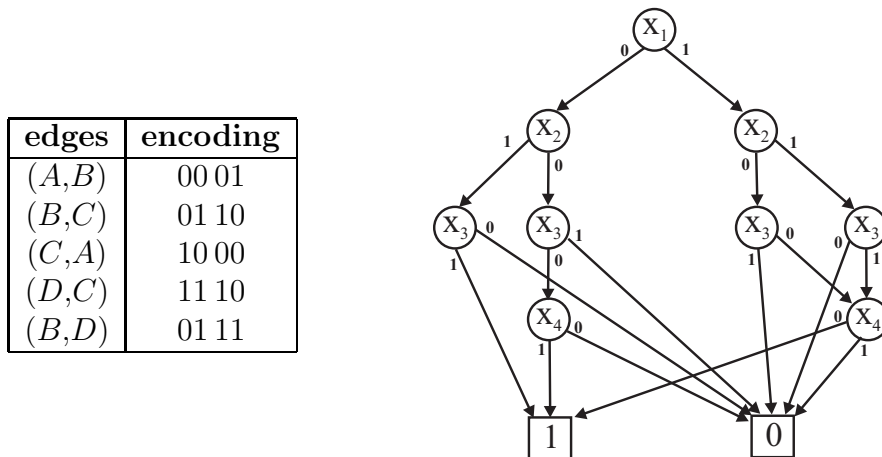 edges encoding
(A,B) 00 01
(B,C) 01 10
(C,A) 10 00
(D,C) 11 10
(B,D) 01 11
X1
0 1
X2 X2
1 0 0 1
X3 X3 X3 X3
0 1 0 0
1 0 1 1
X4 X4
0 0
1 1
1 0